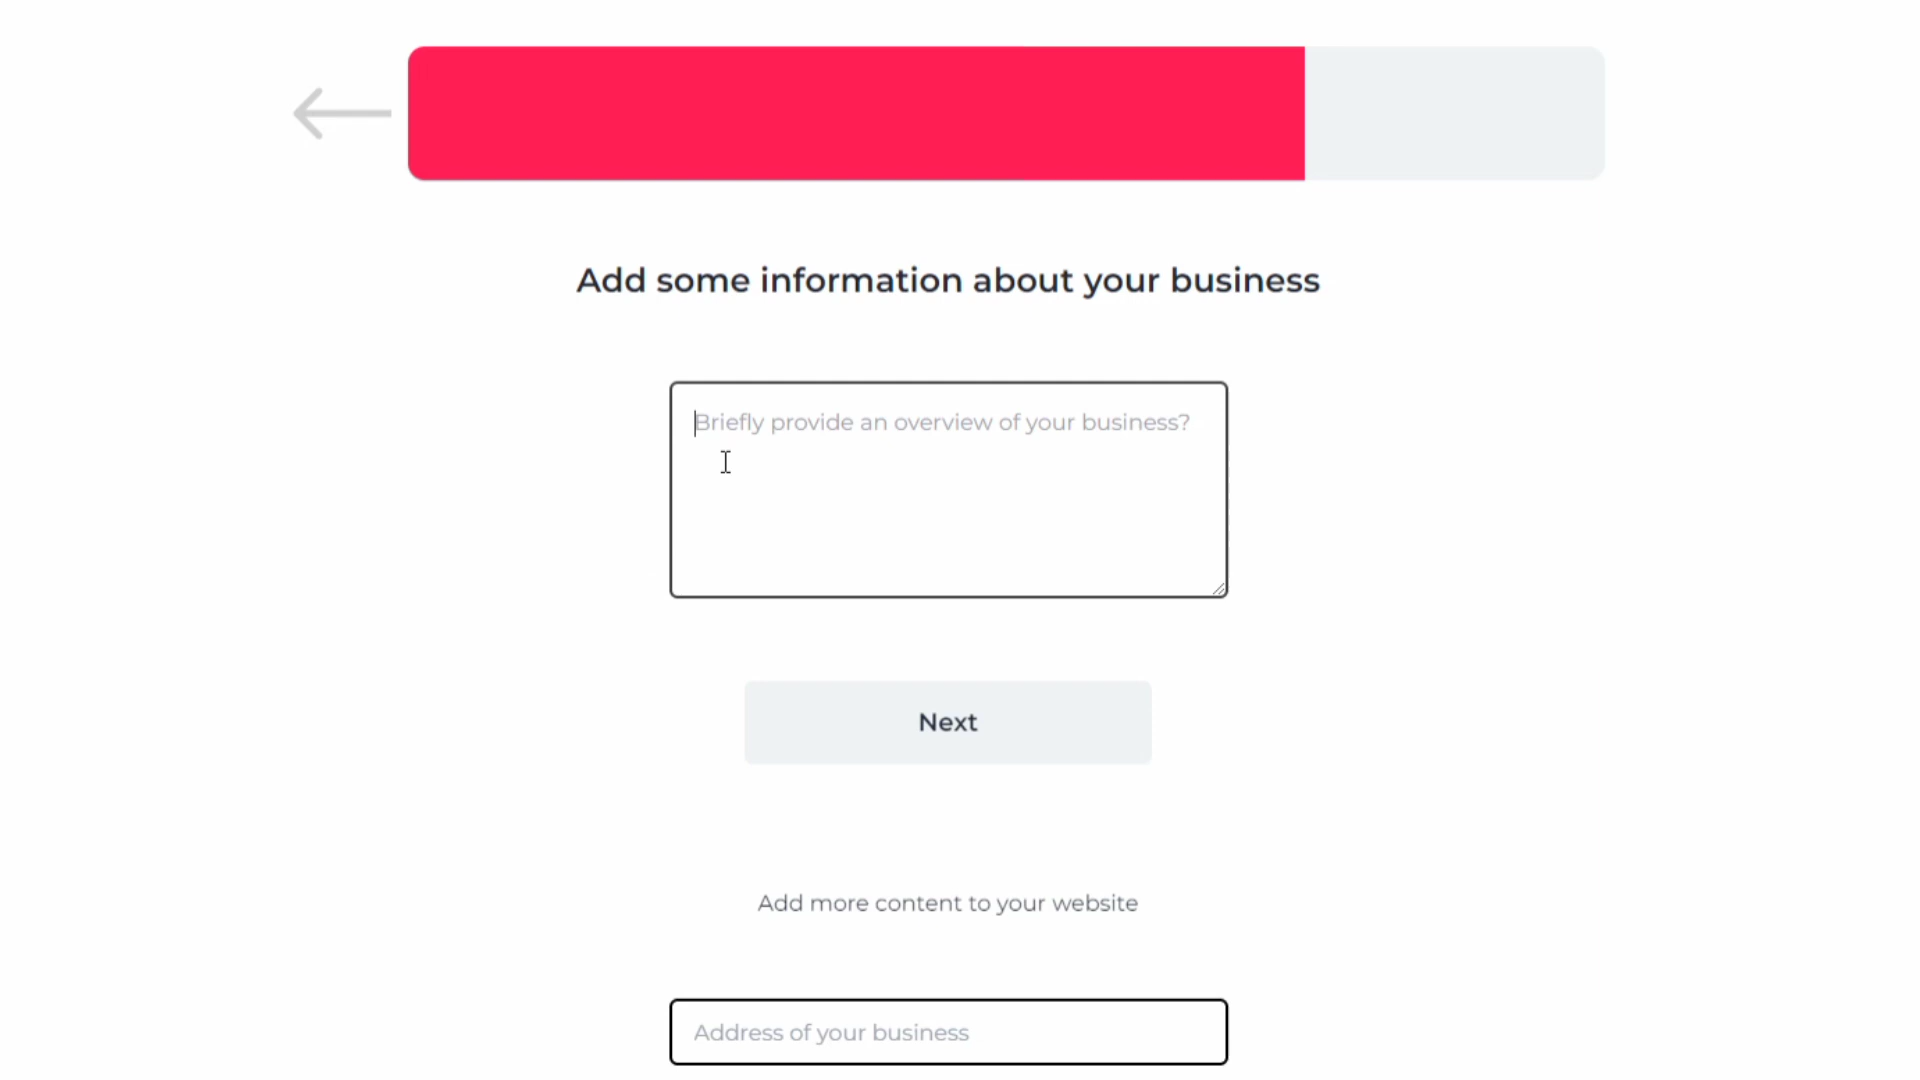 Add some information about your business
Briefly provide an overview of your business?
Next
Add more content to your website
Address of your business